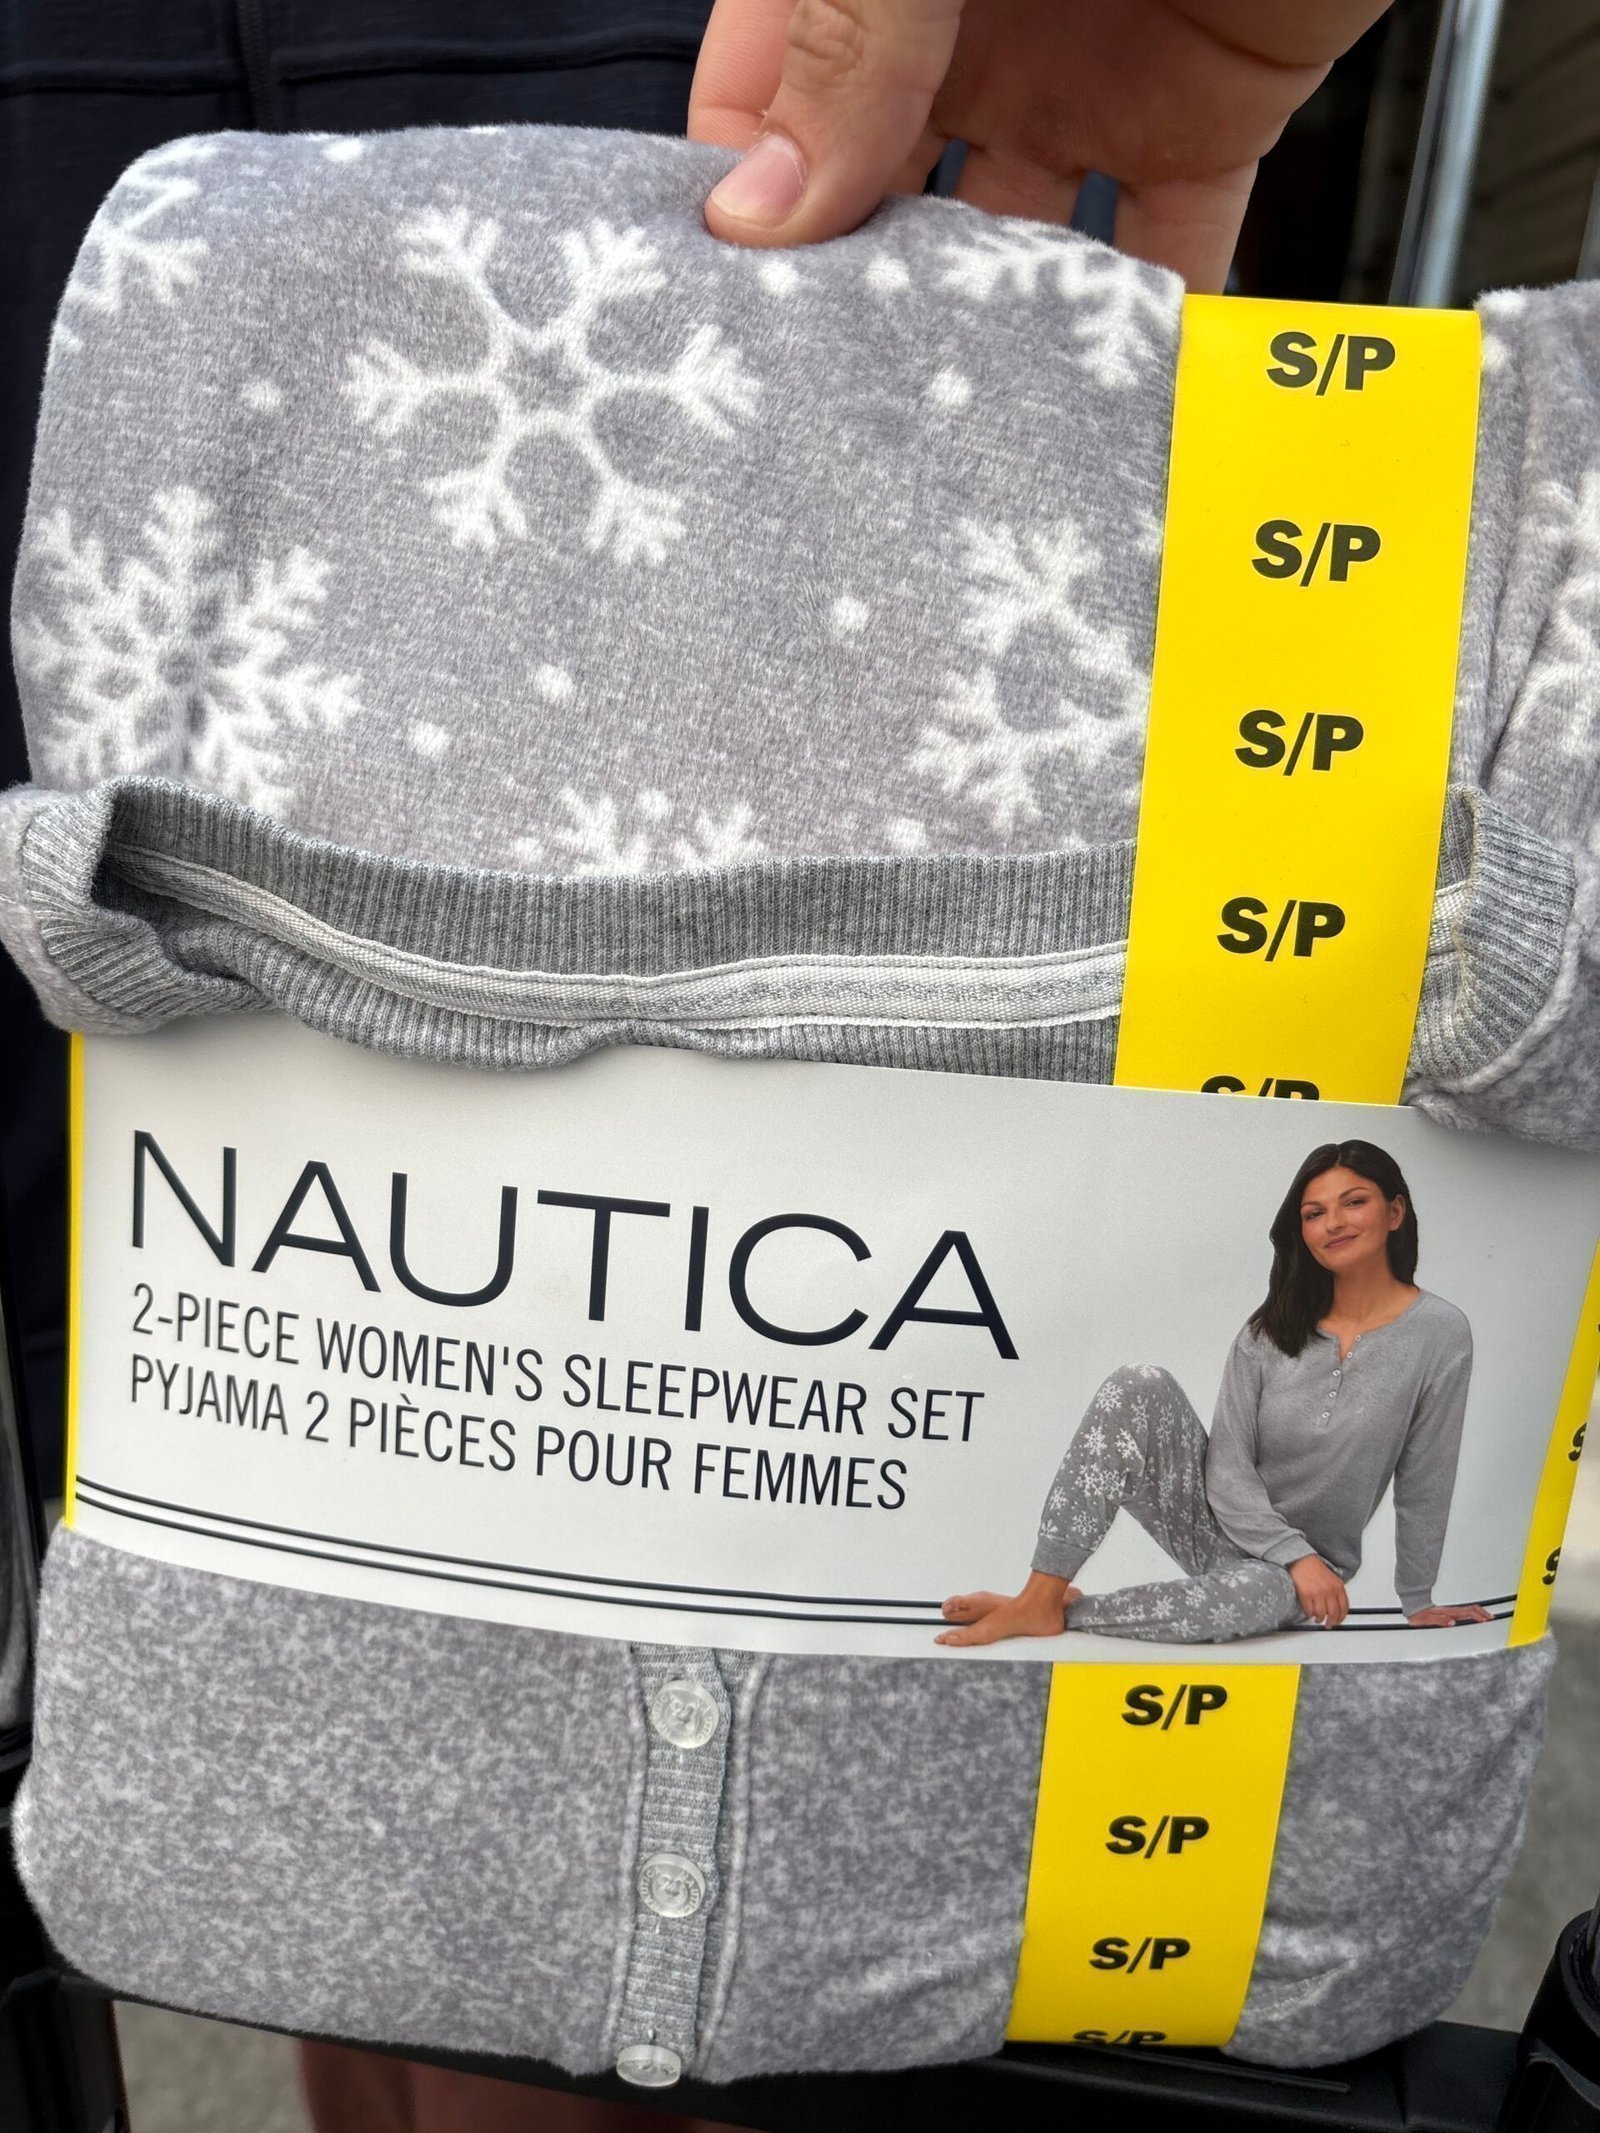 S/P
S/P
S/P
S/P
S/P
NAUTICA
2-PIECE WOMEN'S SLEEPWEAR SET
PYJAMA 2 PIÈCES POUR FEMMES
S/P
S/P
S/P
S/P